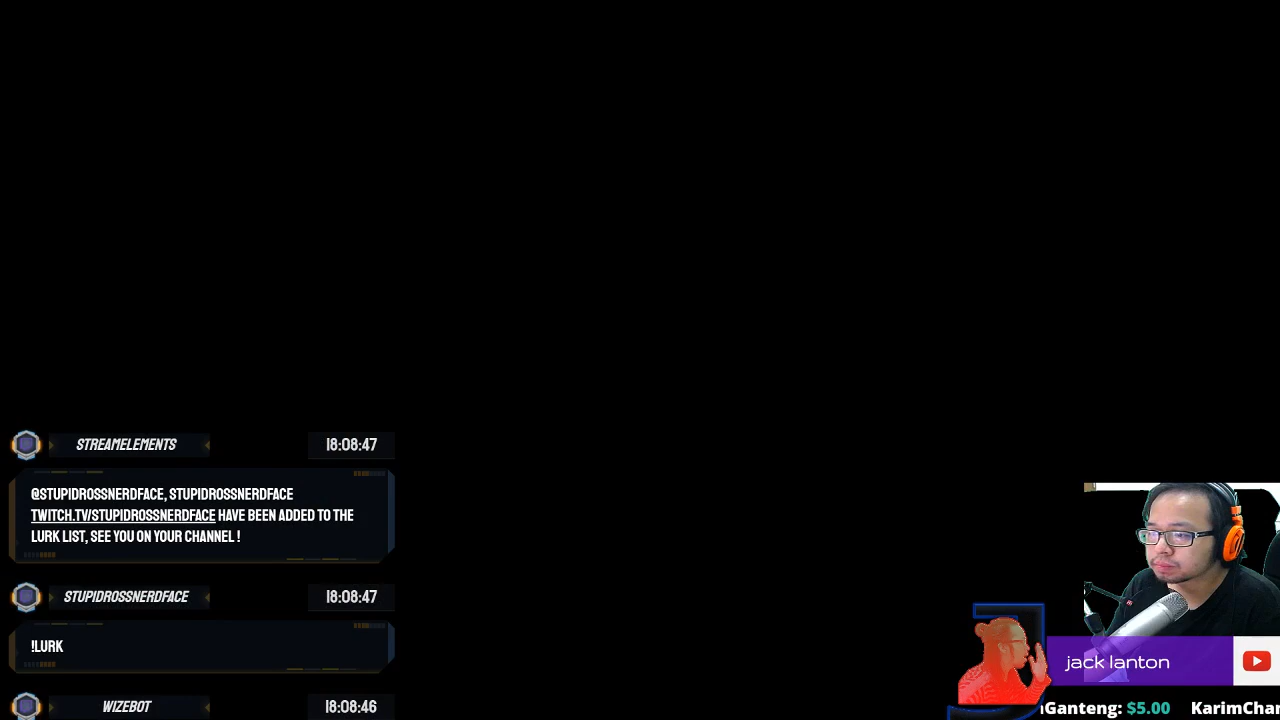 STREAMELEMENTS
18:08:47
@STUPIDROSSNERDFACE, STUPIDROSSNERDFACE
TWITCH.TV/STUPIDROSSNERDFACE HAVE BEEN ADDED TO THE
LURK LIST, SEE YOU ON YOUR CHANNEL !
STUPIDROSSNERDFACE
18:08:47
!LURK
WIZEBOT
18:08:46
jack lanton
Ganteng: $5.00 KarimChar